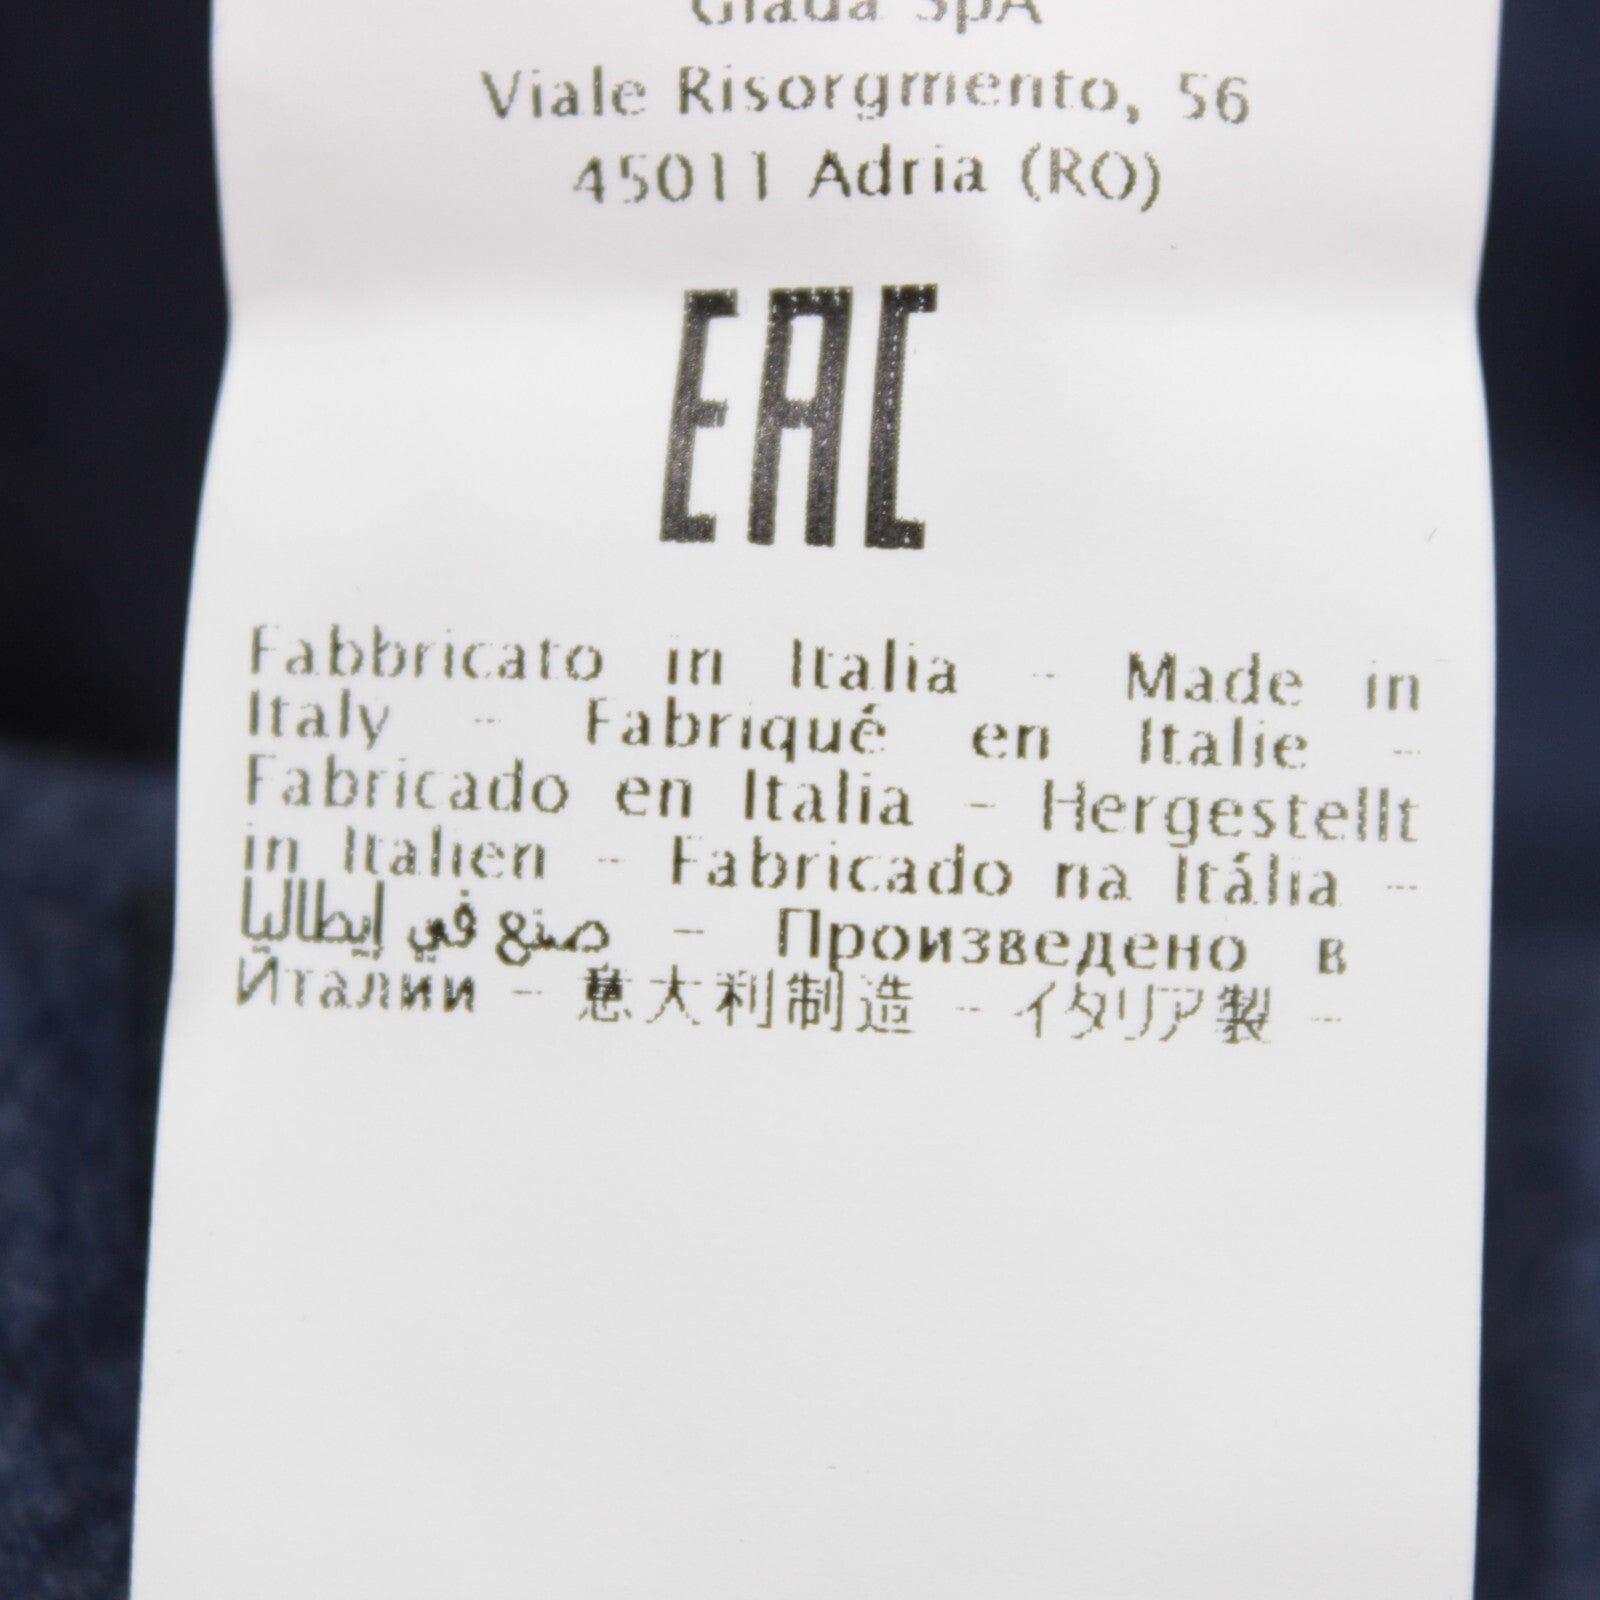 Giada SpA
Viale Risorgmento, 56
45011 Adria (RO)
EAC
Fabbricato in Italia - Made in
Italy - Fabriqué en Italie -
Fabricado en Italia - Hergestellt
in Italien - Fabricado na Itália -
صنع في إيطاليا - Произведено в
Италии - 意大利制造 - イタリア製 -